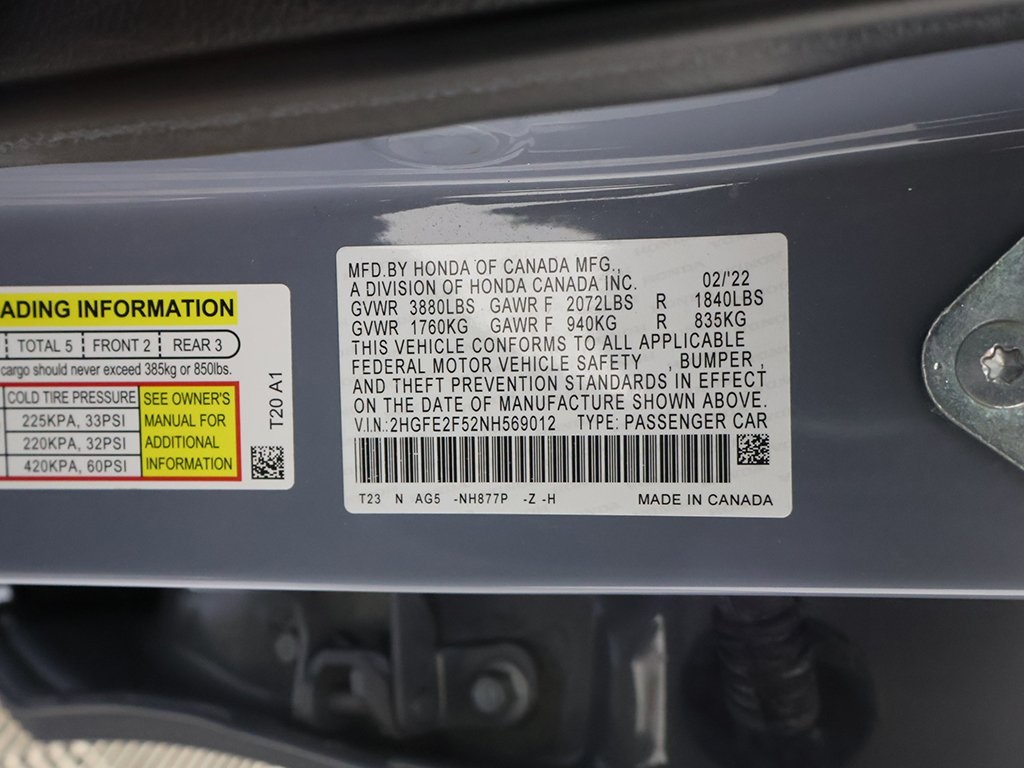 ADING INFORMATION
TOTAL 5 FRONT 2 REAR 3
cargo should never exceed 385kg or 850lbs.
COLD TIRE PRESSURE SEE OWNER'S
225KPA, 33PSI MANUAL FOR
220KPA, 32PSI ADDITIONAL
420KPA, 60PSI INFORMATION
T20 A1
MFD.BY HONDA OF CANADA MFG.,
A DIVISION OF HONDA CANADA INC. 02/'22
GVWR 3880LBS GAWR F 2072LBS R 1840LBS
GVWR 1760KG GAWR F 940KG R 835KG
THIS VEHICLE CONFORMS TO ALL APPLICABLE
FEDERAL MOTOR VEHICLE SAFETY , BUMPER ,
AND THEFT PREVENTION STANDARDS IN EFFECT
ON THE DATE OF MANUFACTURE SHOWN ABOVE.
V.I.N:2HGFE2F52NH569012 TYPE: PASSENGER CAR
T23 N AG5 -NH877P -Z -H MADE IN CANADA